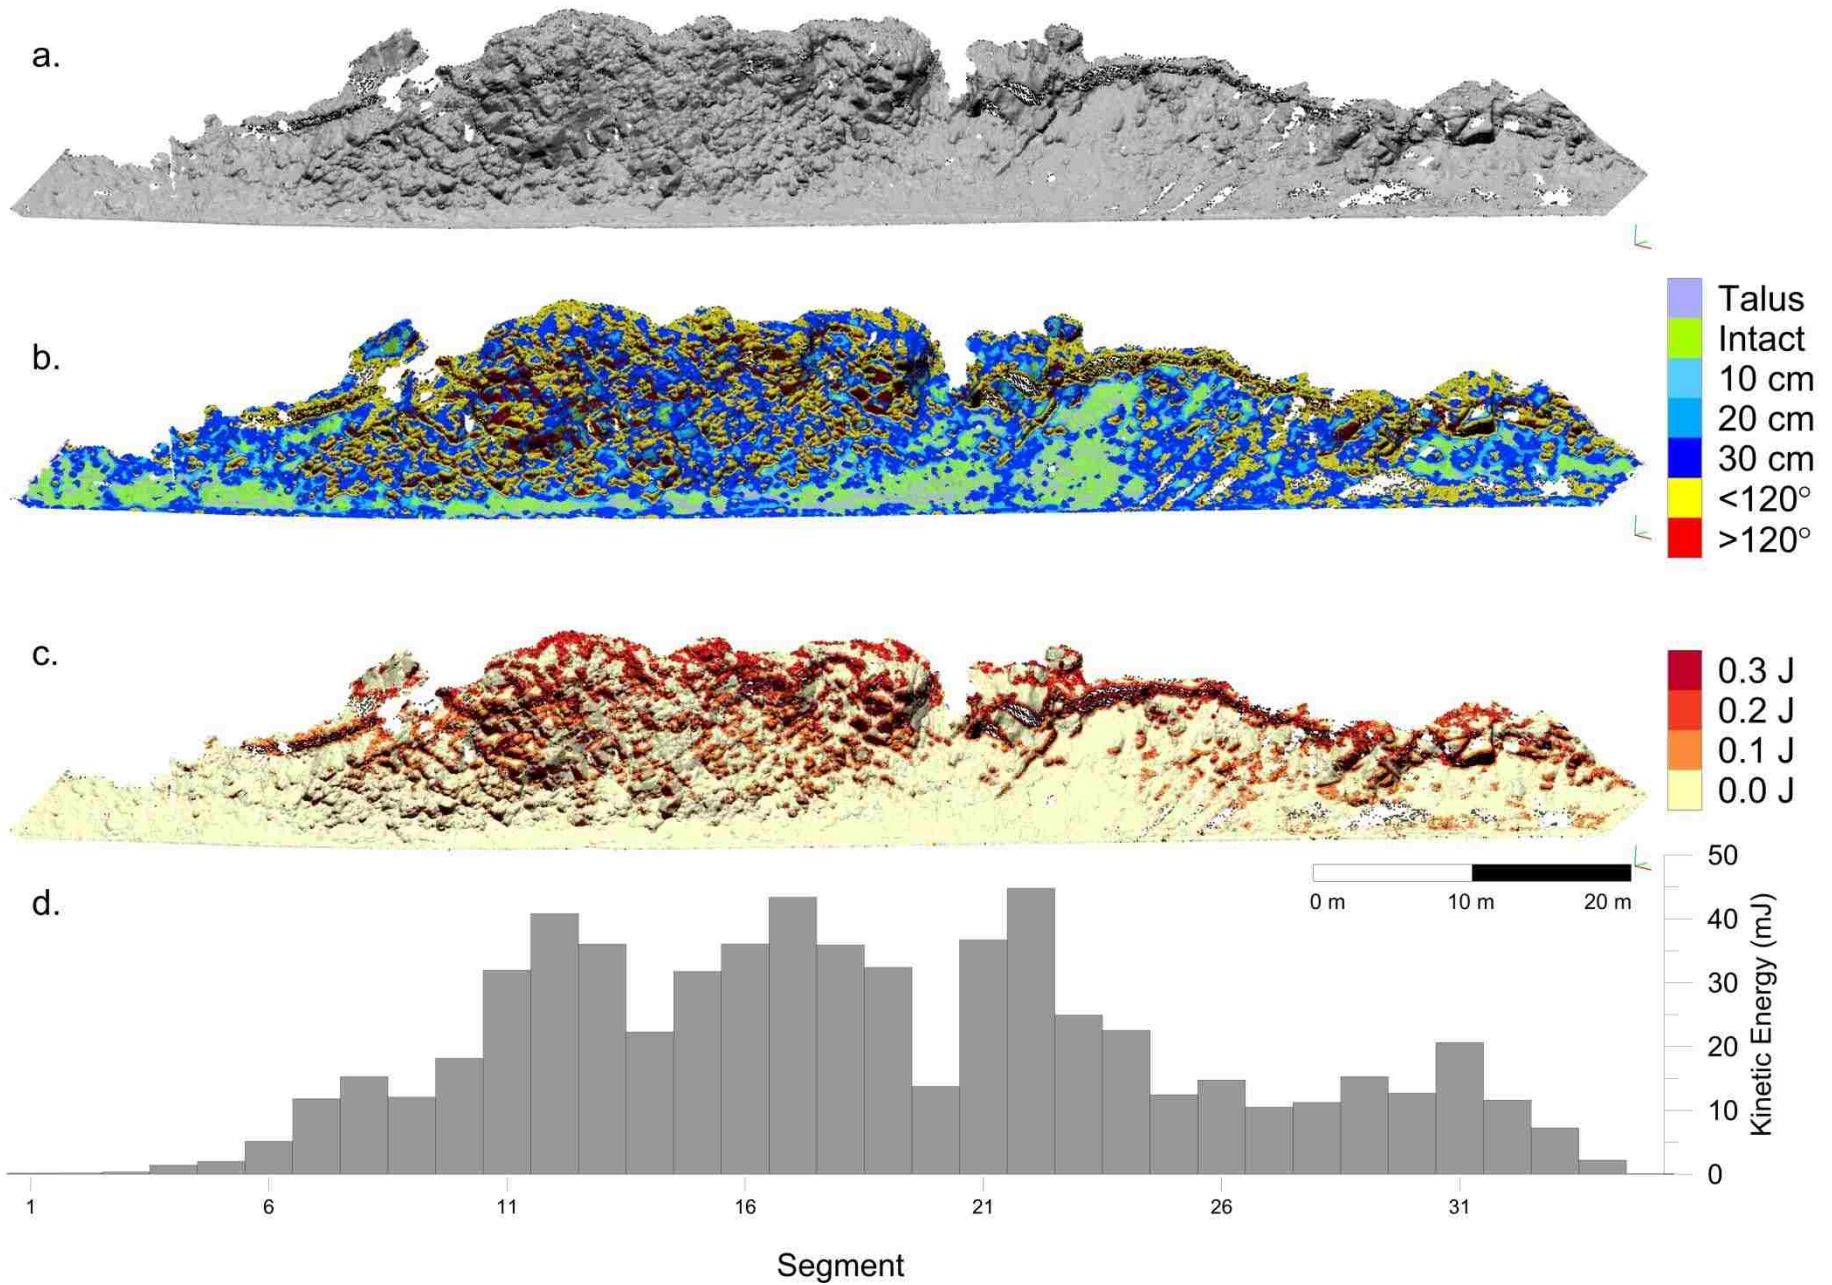 a.
b.
Talus
Intact
10 cm
20 cm
30 cm
<120°
>120°
c.
0.3 J
0.2 J
0.1 J
0.0 J
d.
0 m 10 m 20 m
50
40
30
20
10
0
Kinetic Energy (mJ)
1 6 11 16 21 26 31
Segment